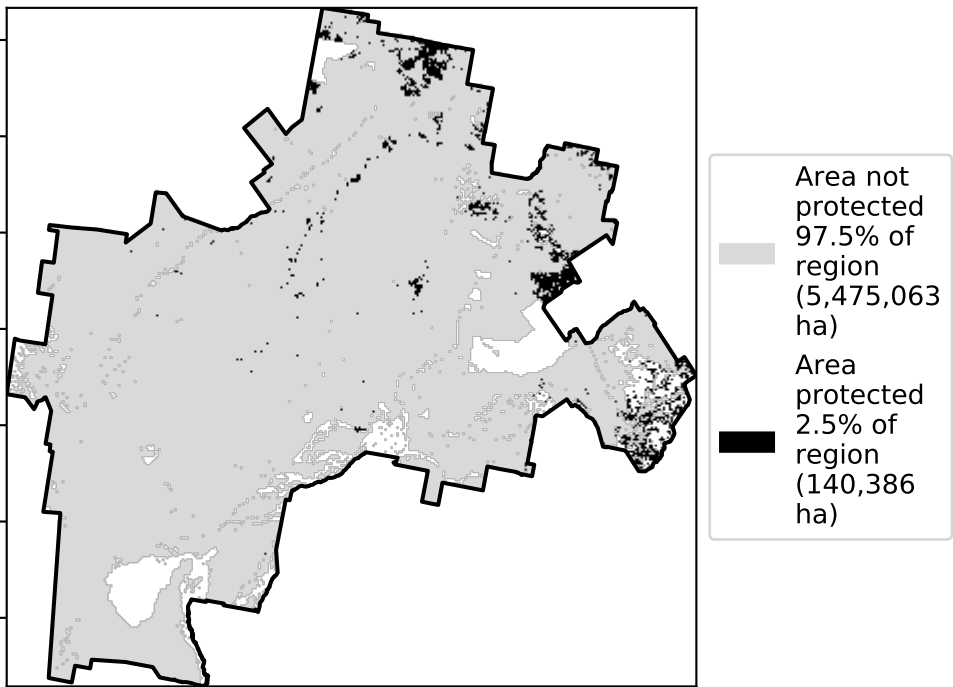 Area not
protected
97.5% of
region
(5,475,063
ha)
Area
protected
2.5% of
region
(140,386
ha)